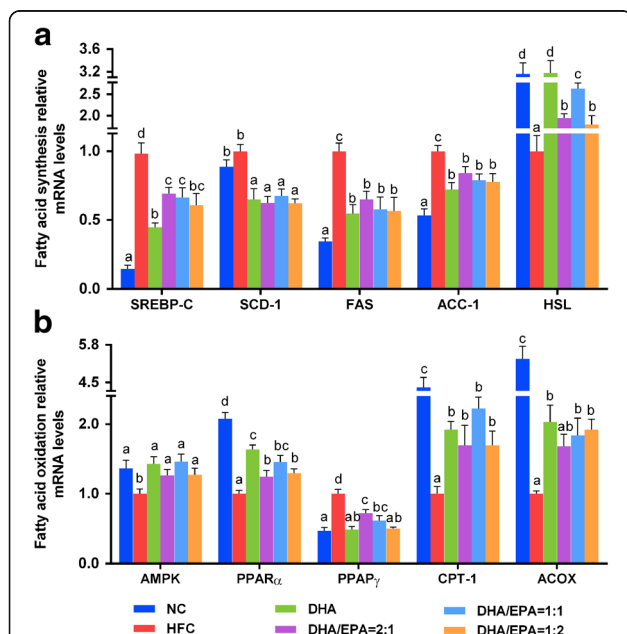 a
Fatty acid synthesis relative
mRNA levels
3.6
3.2
2.5
2.0
1.0
0.5
0.0
a d b c c bc
b b a a a a
a c b b b b
a c b b b b
c a c b c b
SREBP-C SCD-1 FAS ACC-1 HSL
b
Fatty acid oxidation relative
mRNA levels
5.8
4.5
2.0
1.0
0.0
a b a a a a
d a c b bc b
a d ab c bc ab
c a b b b b
c a b ab b b
AMPK PPARα PPAPγ CPT-1 ACOX
NC DHA DHA/EPA=1:1
HFC DHA/EPA=2:1 DHA/EPA=1:2